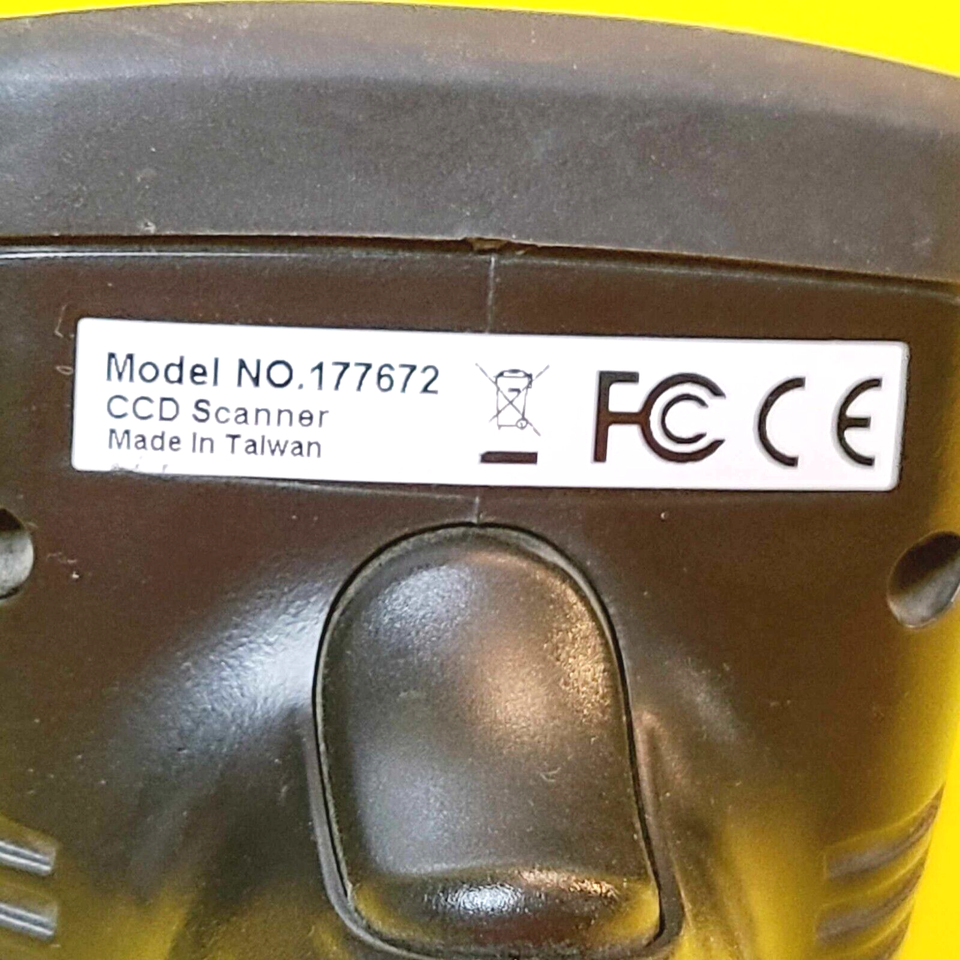 Model NO.177672
CCD Scanner
Made In Taiwan
FC CE